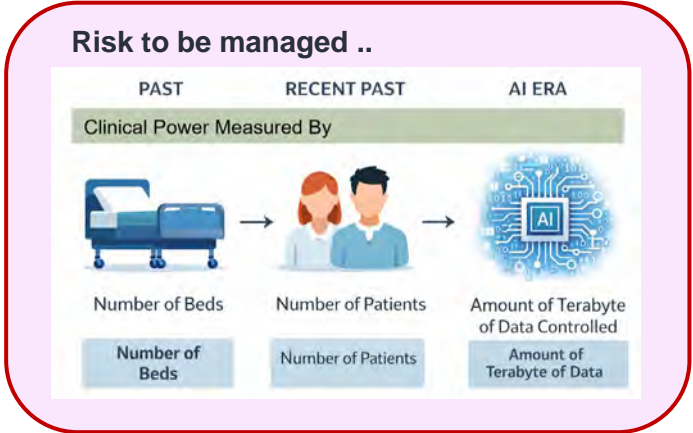 Risk to be managed ..
PAST
RECENT PAST
AI ERA
Clinical Power Measured By
AI
Number of Beds
Number of Patients
Amount of Terabyte
of Data Controlled
Number of
Beds
Number of Patients
Amount of
Terabyte of Data